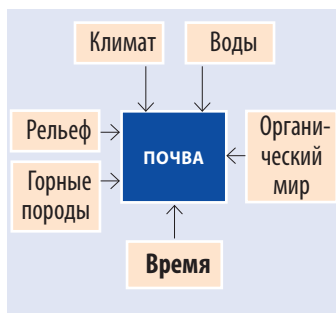 Климат
Воды
Рельеф
ПОЧВА
Органи-
ческий
мир
Горные
породы
Время